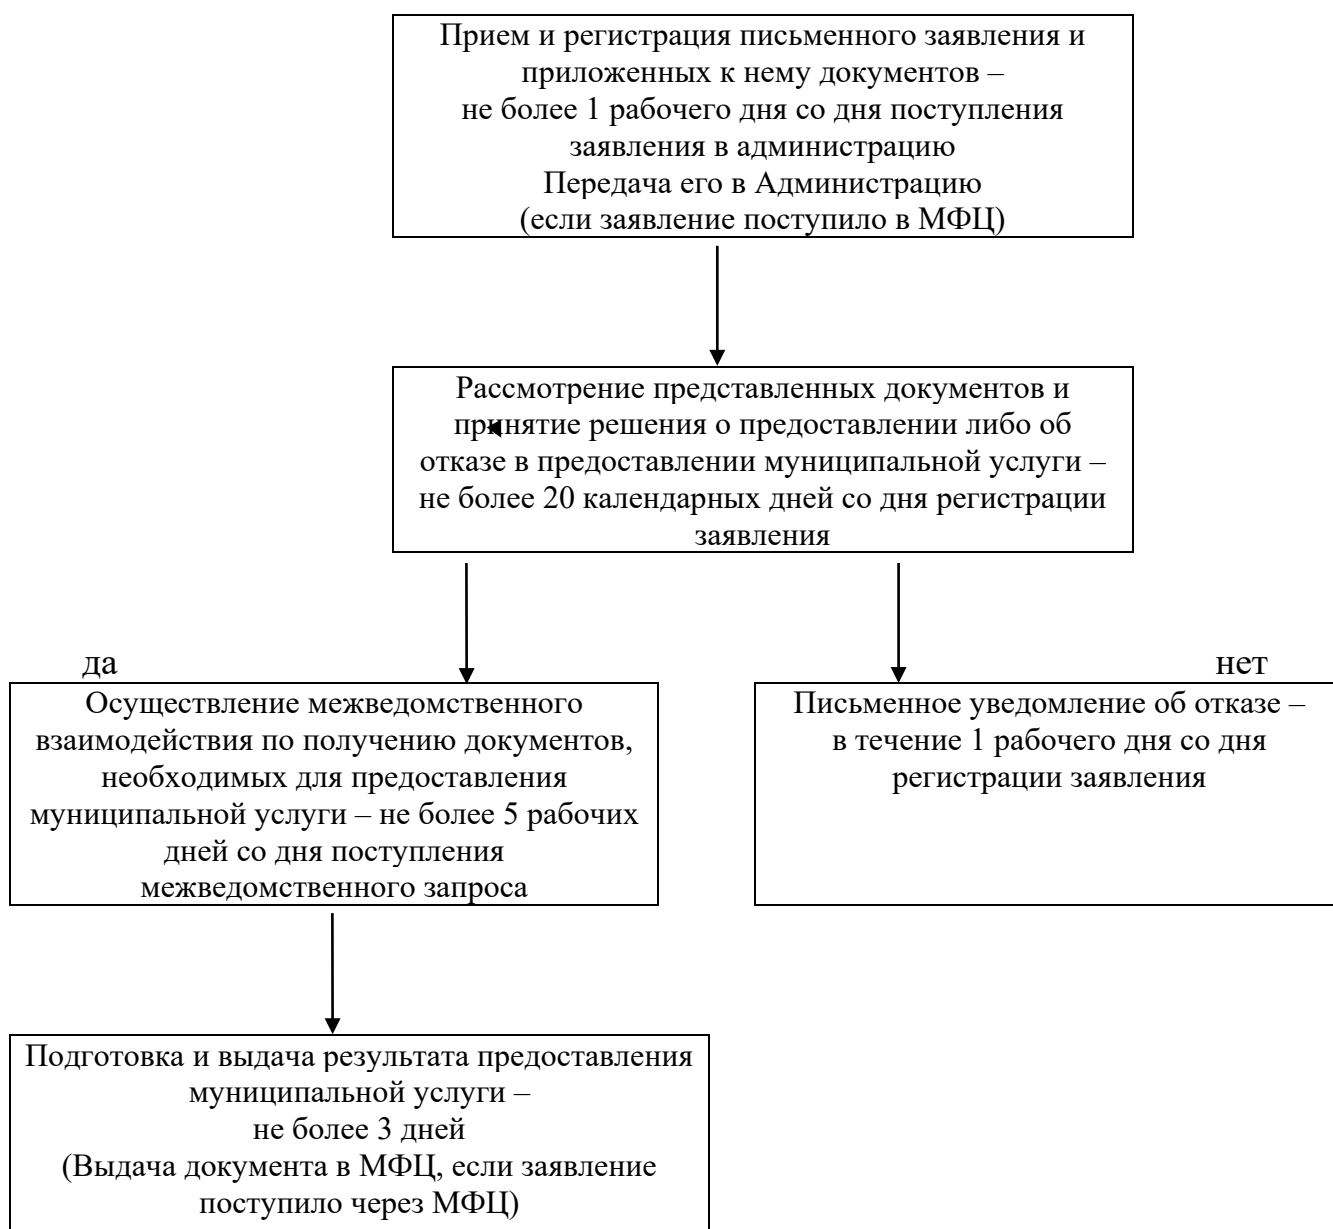 Прием и регистрация письменного заявления и
приложенных к нему документов –
не более 1 рабочего дня со дня поступления
заявления в администрацию
Передача его в Администрацию
(если заявление поступило в МФЦ)
Рассмотрение представленных документов и
принятие решения о предоставлении либо об
отказе в предоставлении муниципальной услуги –
не более 20 календарных дней со дня регистрации
заявления
да
нет
Осуществление межведомственного
взаимодействия по получению документов,
необходимых для предоставления
муниципальной услуги – не более 5 рабочих
дней со дня поступления
межведомственного запроса
Письменное уведомление об отказе –
в течение 1 рабочего дня со дня
регистрации заявления
Подготовка и выдача результата предоставления
муниципальной услуги –
не более 3 дней
(Выдача документа в МФЦ, если заявление
поступило через МФЦ)